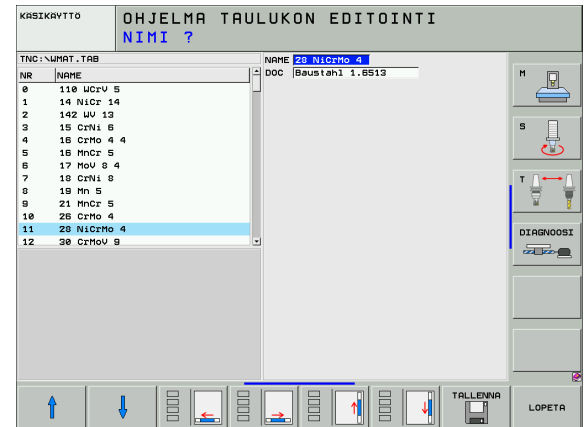 KÄSIKÄYTTÖ
OHJELMA TAULUKON EDITOINTI
NIMI ?
TNC:\WMAT.TAB
NR NAME
0 110 WCrV 5
1 14 NiCr 14
2 142 WV 13
3 15 CrNi 6
4 16 CrMo 4 4
5 16 MnCr 5
6 17 MoV 8 4
7 18 CrNi 8
8 19 Mn 5
9 21 MnCr 5
10 26 CrMo 4
11 28 NiCrMo 4
12 30 CrMoV 9
NAME 28 NiCrMo 4
DOC Baustahl 1.6513
M
S
T
DIAGNOOSI
TALLENNA
LOPETA